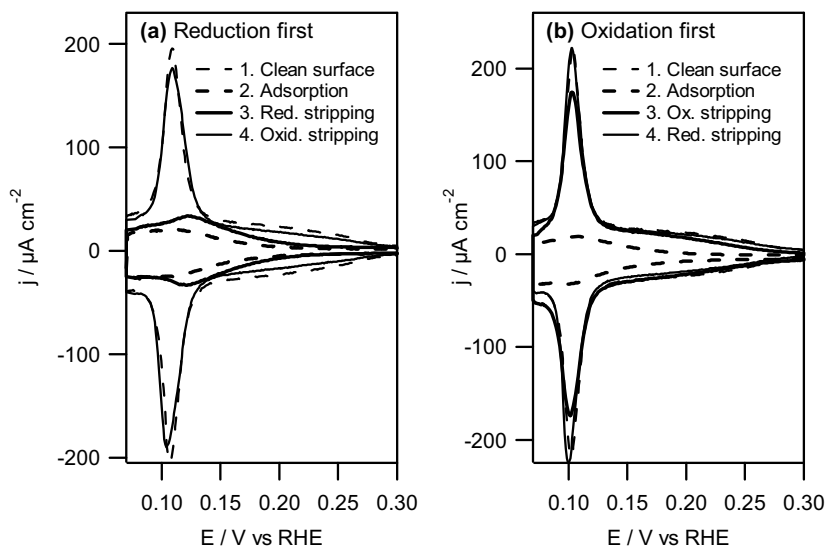 (a) Reduction first
1. Clean surface
2. Adsorption
3. Red. stripping
4. Oxid. stripping
200
100
0
-100
-200
j / µA cm-2
0.10 0.15 0.20 0.25 0.30
E / V vs RHE
(b) Oxidation first
1. Clean surface
2. Adsorption
3. Ox. stripping
4. Red. stripping
200
100
0
-100
-200
j / µA cm-2
0.10 0.15 0.20 0.25 0.30
E / V vs RHE